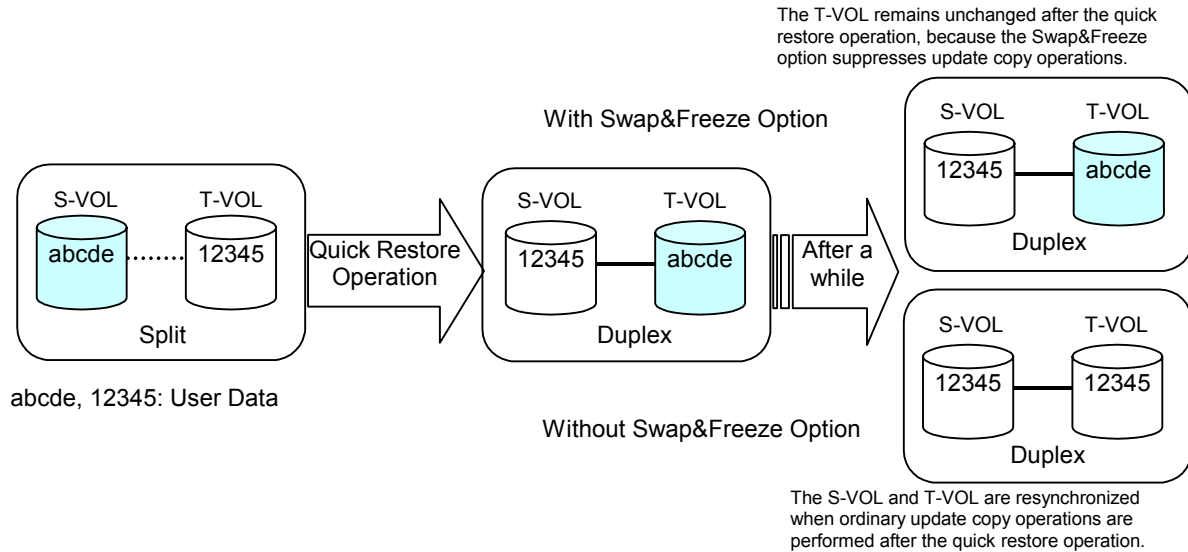 The T-VOL remains unchanged after the quick
restore operation, because the Swap&Freeze
option suppresses update copy operations.
With Swap&Freeze Option
S-VOL T-VOL
12345 abcde
Duplex
S-VOL T-VOL
abcde 12345
Split
Quick Restore
Operation
S-VOL T-VOL
12345 abcde
Duplex
After a
while
S-VOL T-VOL
12345 12345
Duplex
abcde, 12345: User Data
Without Swap&Freeze Option
The S-VOL and T-VOL are resynchronized
when ordinary update copy operations are
performed after the quick restore operation.